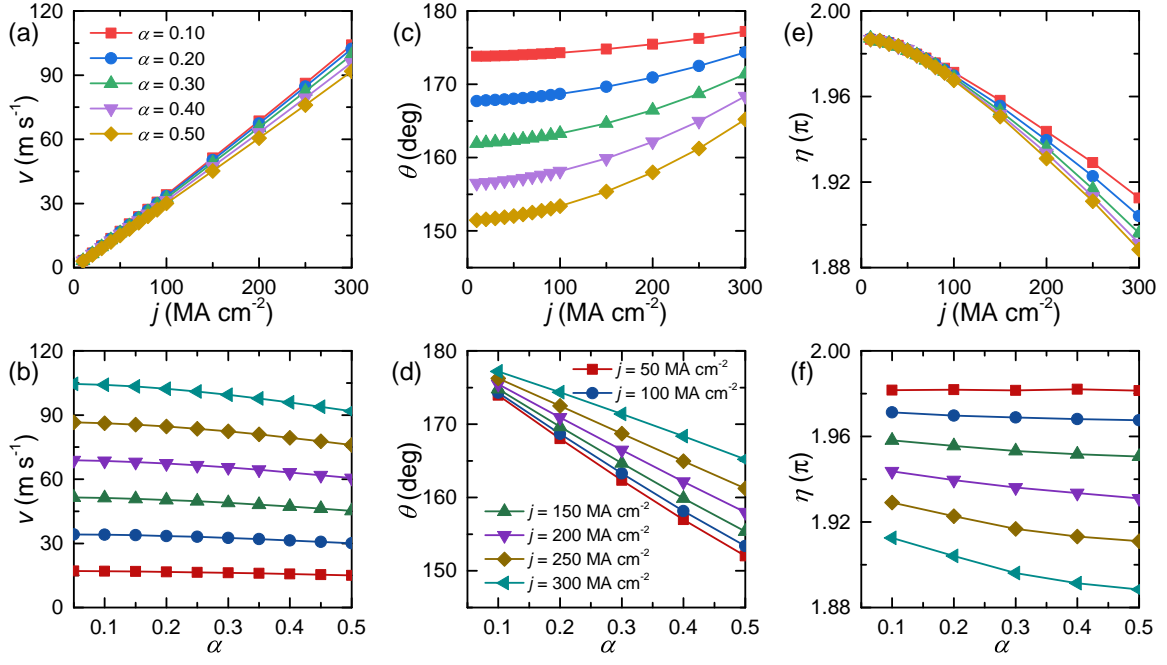 (a)
α = 0.10
α = 0.20
α = 0.30
α = 0.40
α = 0.50
v (m s⁻¹)
120
90
60
30
0
0 100 200 300
j (MA cm⁻²)
(c)
θ (deg)
180
170
160
150
0 100 200 300
j (MA cm⁻²)
(e)
η (π)
2.00
1.96
1.92
1.88
0 100 200 300
j (MA cm⁻²)
(b)
v (m s⁻¹)
120
90
60
30
0
0.1 0.2 0.3 0.4 0.5
α
(d)
j = 50 MA cm⁻²
j = 100 MA cm⁻²
j = 150 MA cm⁻²
j = 200 MA cm⁻²
j = 250 MA cm⁻²
j = 300 MA cm⁻²
θ (deg)
180
170
160
150
0.1 0.2 0.3 0.4 0.5
α
(f)
η (π)
2.00
1.96
1.92
1.88
0.1 0.2 0.3 0.4 0.5
α